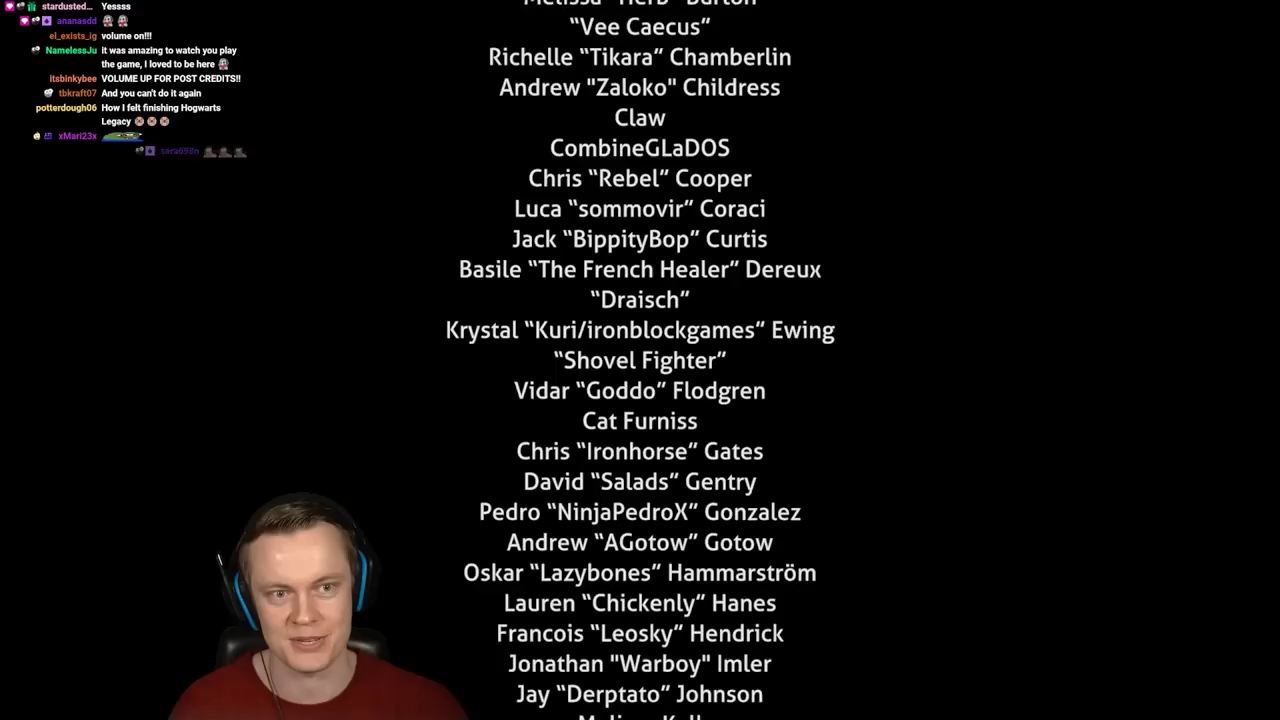 stardusted... Yessss
ananasdd
el_exists_ig volume on!!!
NamelessJu it was amazing to watch you play
the game, I loved to be here
itsbinkybee VOLUME UP FOR POST CREDITS!!
tbkraft07 And you can't do it again
potterdough06 How I felt finishing Hogwarts
Legacy
xMari23x
“Vee Caecus”
Richelle “Tikara” Chamberlin
Andrew "Zaloko" Childress
Claw
CombineGLaDOS
Chris “Rebel” Cooper
Luca “sommovir” Coraci
Jack “BippityBop” Curtis
Basile “The French Healer” Dereux
“Draisch”
Krystal “Kuri/ironblockgames” Ewing
“Shovel Fighter”
Vidar “Goddo” Flodgren
Cat Furniss
Chris “Ironhorse” Gates
David “Salads” Gentry
Pedro “NinjaPedroX” Gonzalez
Andrew “AGotow” Gotow
Oskar “Lazybones” Hammarström
Lauren “Chickenly” Hanes
Francois “Leosky” Hendrick
Jonathan "Warboy" Imler
Jay “Derptato” Johnson